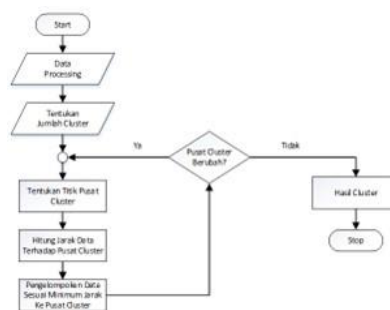 Start
Data
Processing
Tentukan
Jumlah Cluster
Ya
Pusat Cluster
Berubah?
Tidak
Tentukan Titik Pusat
Cluster
Hasil Cluster
Hitung Jarak Data
Terhadap Pusat Cluster
Stop
Pengelompokan Data
Sesuai Minimum Jarak
Ke Pusat Cluster